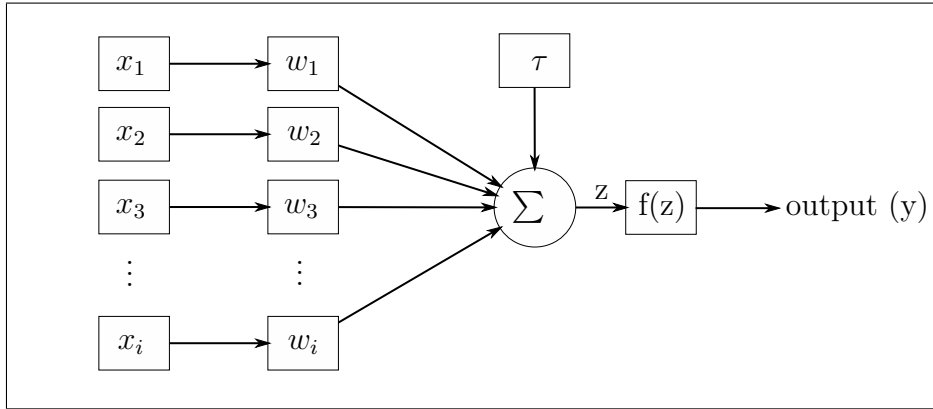 x₁ w₁ τ
x₂ w₂
x₃ w₃ Σ z f(z) output (y)
⋮ ⋮
xᵢ wᵢ